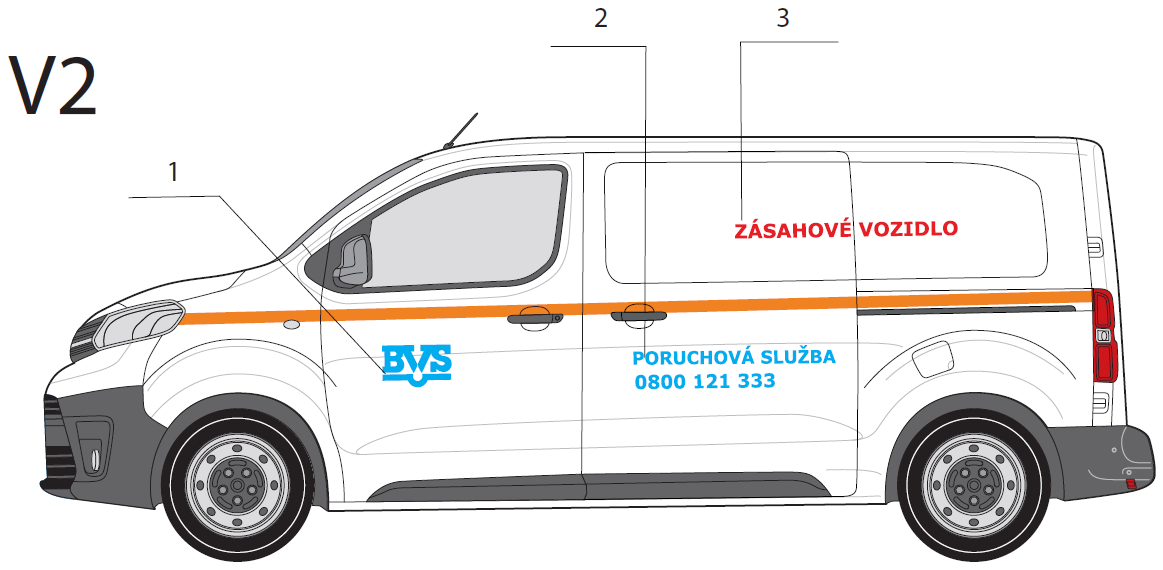 V2
1
2
3
ZÁSAHOVÉ VOZIDLO
BVS
PORUCHOVÁ SLUŽBA
0800 121 333